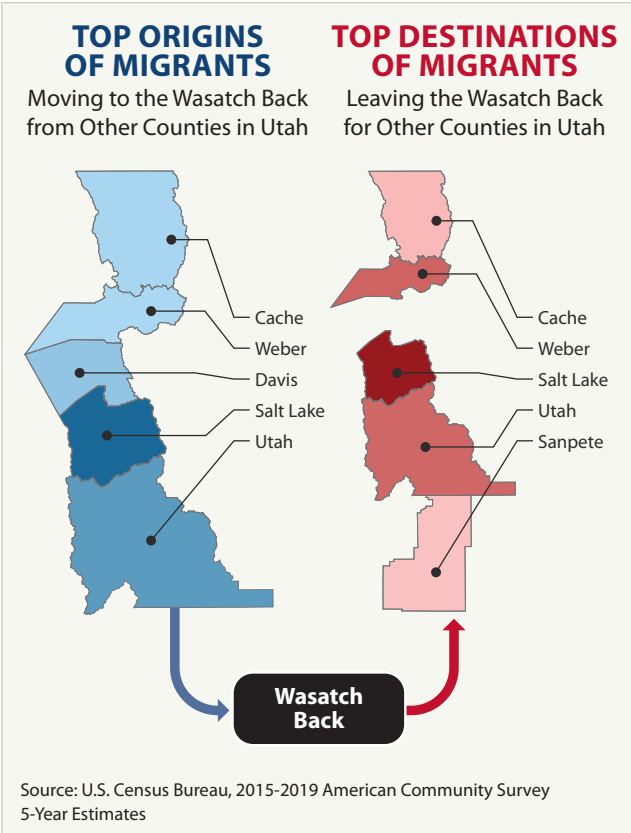 TOP ORIGINS
OF MIGRANTS
Moving to the Wasatch Back
from Other Counties in Utah
Cache
Weber
Davis
Salt Lake
Utah
TOP DESTINATIONS
OF MIGRANTS
Leaving the Wasatch Back
for Other Counties in Utah
Cache
Weber
Salt Lake
Utah
Sanpete
Wasatch
Back
Source: U.S. Census Bureau, 2015-2019 American Community Survey
5-Year Estimates